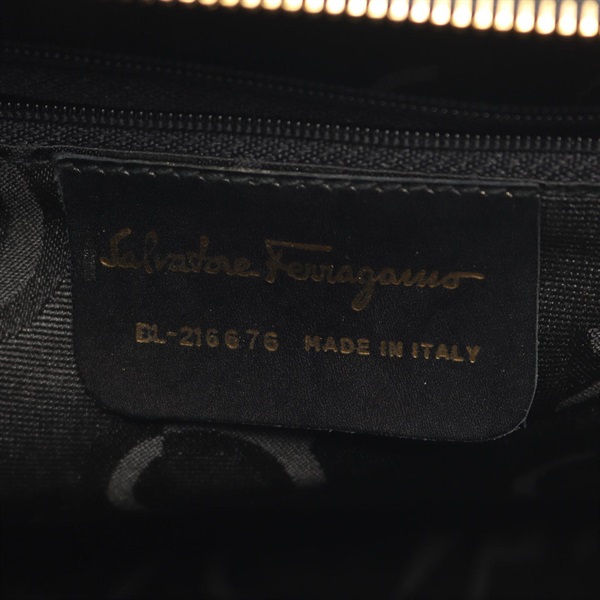 Salvatore Ferragamo
DL-216676 MADE IN ITALY